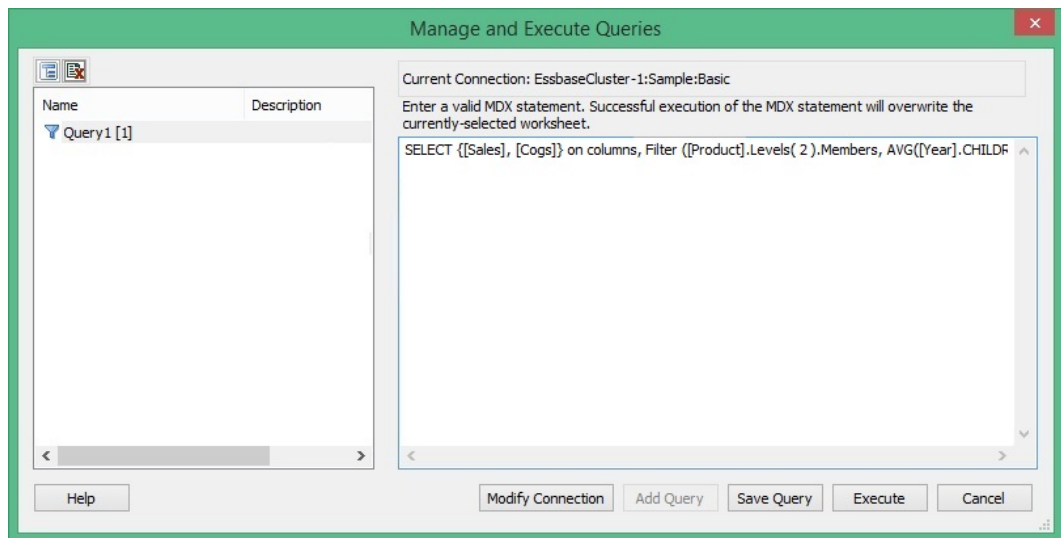 Manage and Execute Queries
Name Description
Query1 [1]
Current Connection: EssbaseCluster-1:Sample:Basic
Enter a valid MDX statement. Successful execution of the MDX statement will overwrite the
currently-selected worksheet.
SELECT {[Sales], [Cogs]} on columns, Filter ([Product].Levels( 2 ).Members, AVG([Year].CHILDR
Help Modify Connection Add Query Save Query Execute Cancel